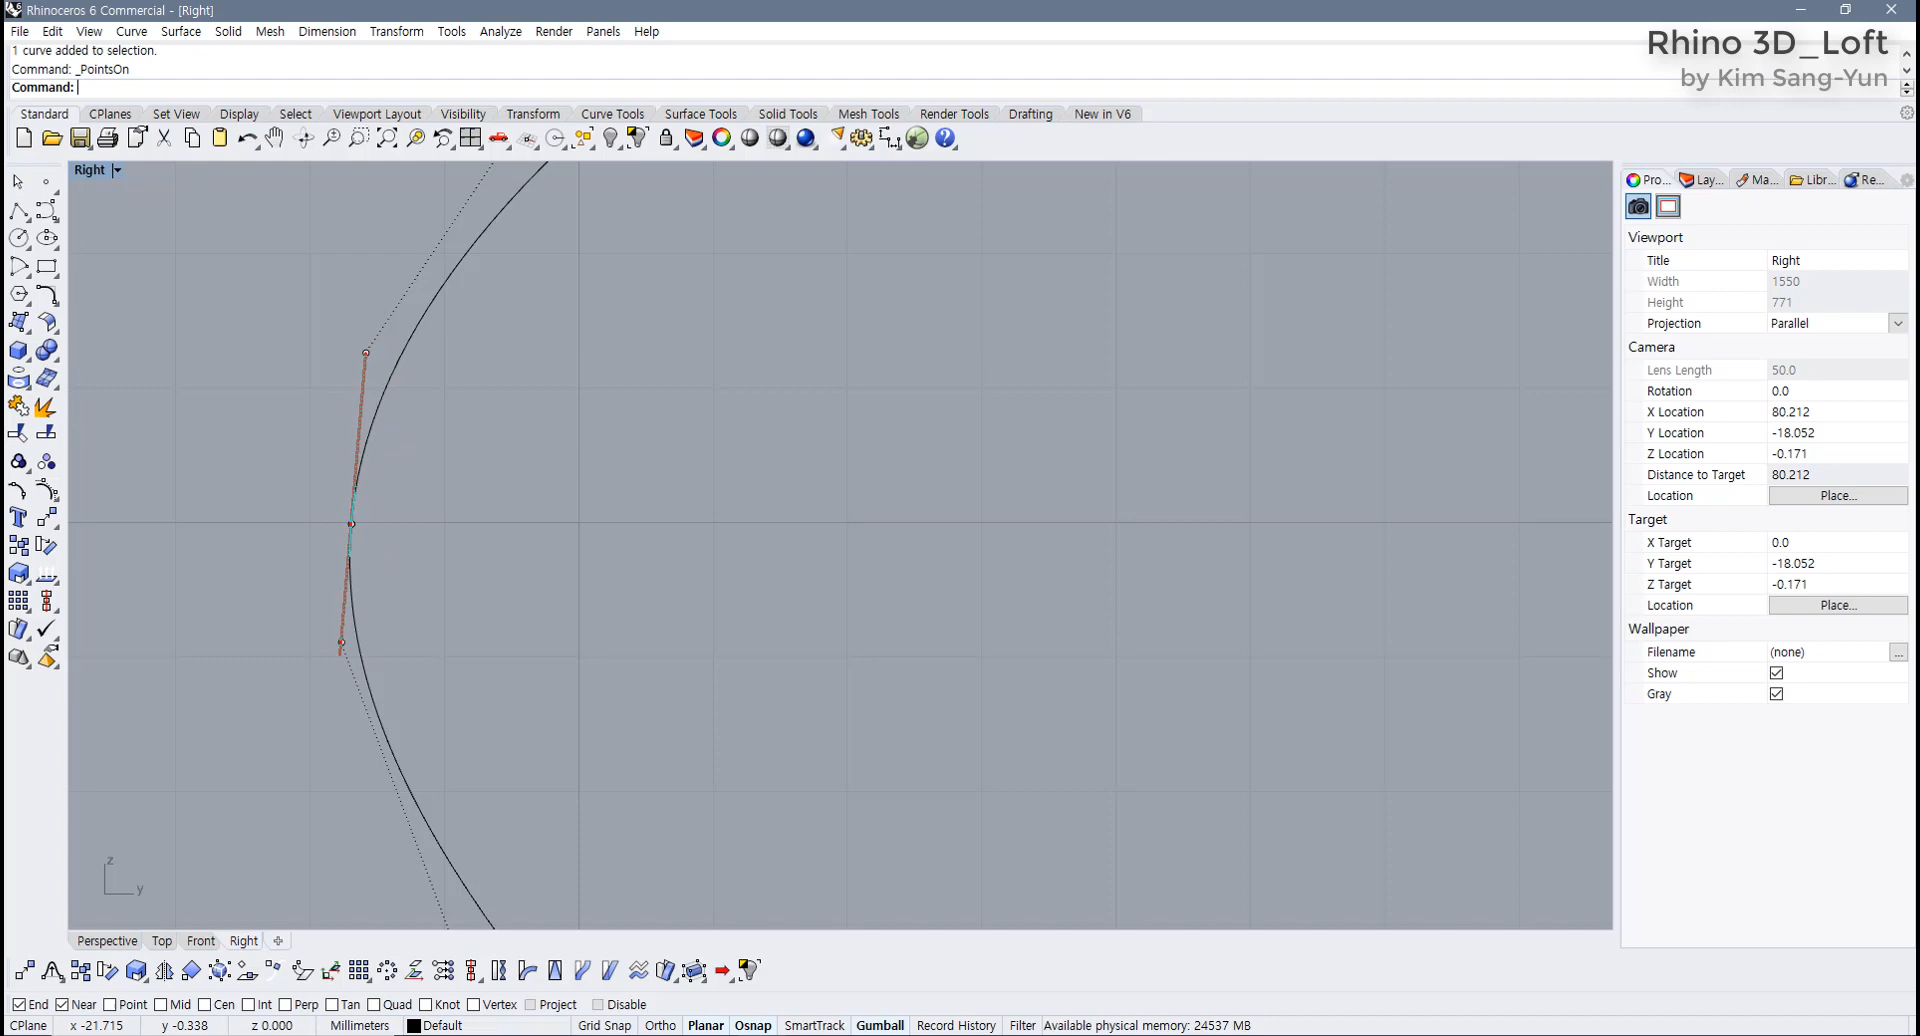 Rhinoceros 6 Commercial - [Right]
File Edit View Curve Surface Solid Mesh Dimension Transform Tools Analyze Render Panels Help
Rhino 3D_Loft
by Kim Sang-Yun
1 curve added to selection.
Command: _PointsOn
Command:
Standard CPlanes Set View Display Select Viewport Layout Visibility Transform Curve Tools Surface Tools Solid Tools Mesh Tools Render Tools Drafting New in V6
Right
Pro... Lay... Ma... Libr... Re...
Viewport
Title Right
Width 1550
Height 771
Projection Parallel
Camera
Lens Length 50.0
Rotation 0.0
X Location 80.212
Y Location -18.052
Z Location -0.171
Distance to Target 80.212
Location Place...
Target
X Target 0.0
Y Target -18.052
Z Target -0.171
Location Place...
Wallpaper
Filename (none) ...
Show
Gray
z
y
Perspective Top Front Right
End Near Point Mid Cen Int Perp Tan Quad Knot Vertex Project Disable
CPlane x -21.715 y -0.338 z 0.000 Millimeters Default Grid Snap Ortho Planar Osnap SmartTrack Gumball Record History Filter Available physical memory: 24537 MB